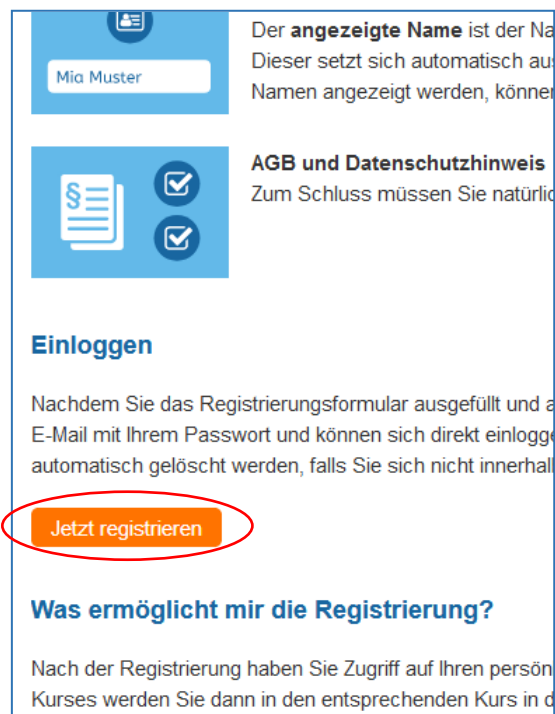 Mia Muster
Der angezeigte Name ist der Na
Dieser setzt sich automatisch aus
Namen angezeigt werden, könner
§
AGB und Datenschutzhinweis
Zum Schluss müssen Sie natürlic
Einloggen
Nachdem Sie das Registrierungsformular ausgefüllt und a
E-Mail mit Ihrem Passwort und können sich direkt einlogge
automatisch gelöscht werden, falls Sie sich nicht innerhall
Jetzt registrieren
Was ermöglicht mir die Registrierung?
Nach der Registrierung haben Sie Zugriff auf Ihren persön
Kurses werden Sie dann in den entsprechenden Kurs in d